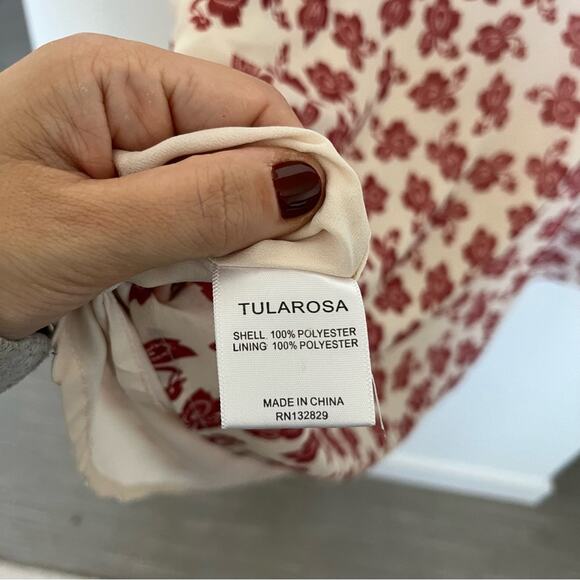 TULAROSA
SHELL 100% POLYESTER
LINING 100% POLYESTER
MADE IN CHINA
RN132829